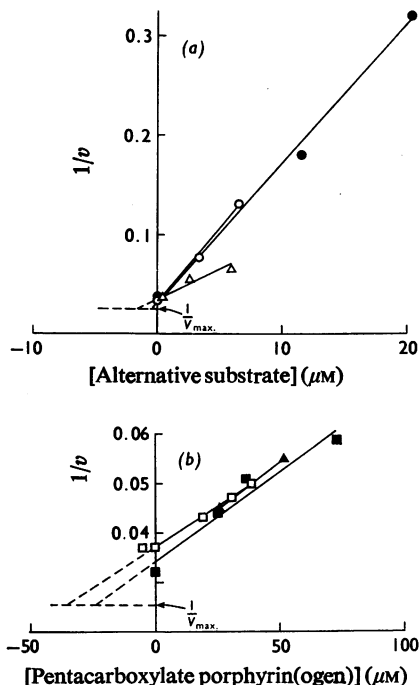 (a)
0.3
0.2
0.1
1/v
1/Vmax.
−10 0 10 20
[Alternative substrate] (μM)
(b)
0.06
0.05
0.04
1/v
1/Vmax.
−50 0 50 100
[Pentacarboxylate porphyrin(ogen)] (μM)